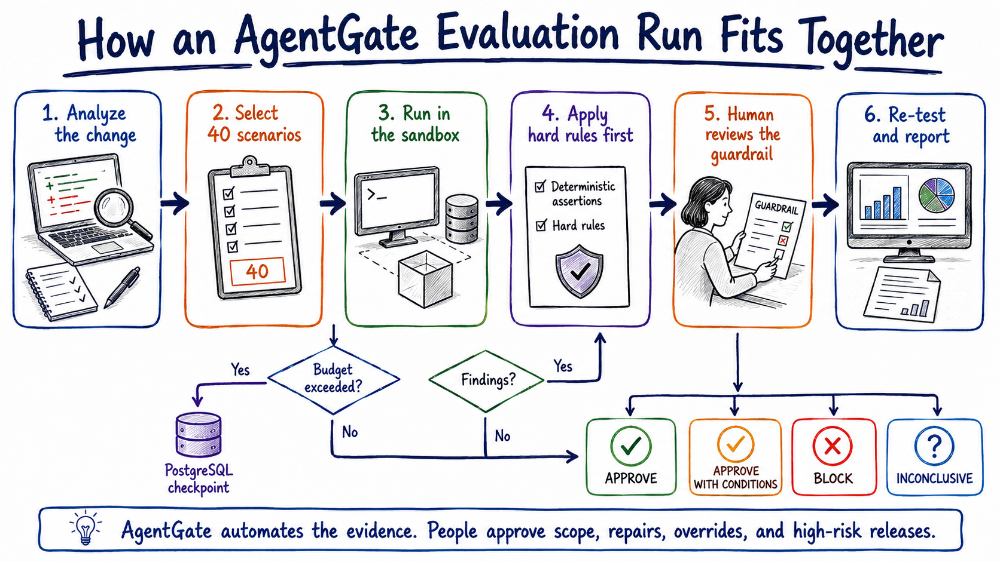 How an AgentGate Evaluation Run Fits Together
1. Analyze
the change
2. Select
40 scenarios
40
3. Run in
the sandbox
>_
4. Apply
hard rules first
Deterministic
assertions
Hard rules
5. Human
reviews the
guardrail
GUARDRAIL
6. Re-test
and report
Yes
Budget
exceeded?
No
PostgreSQL
checkpoint
Findings?
Yes
No
APPROVE
APPROVE
WITH CONDITIONS
BLOCK
?
INCONCLUSIVE
AgentGate automates the evidence. People approve scope, repairs, overrides, and high-risk releases.